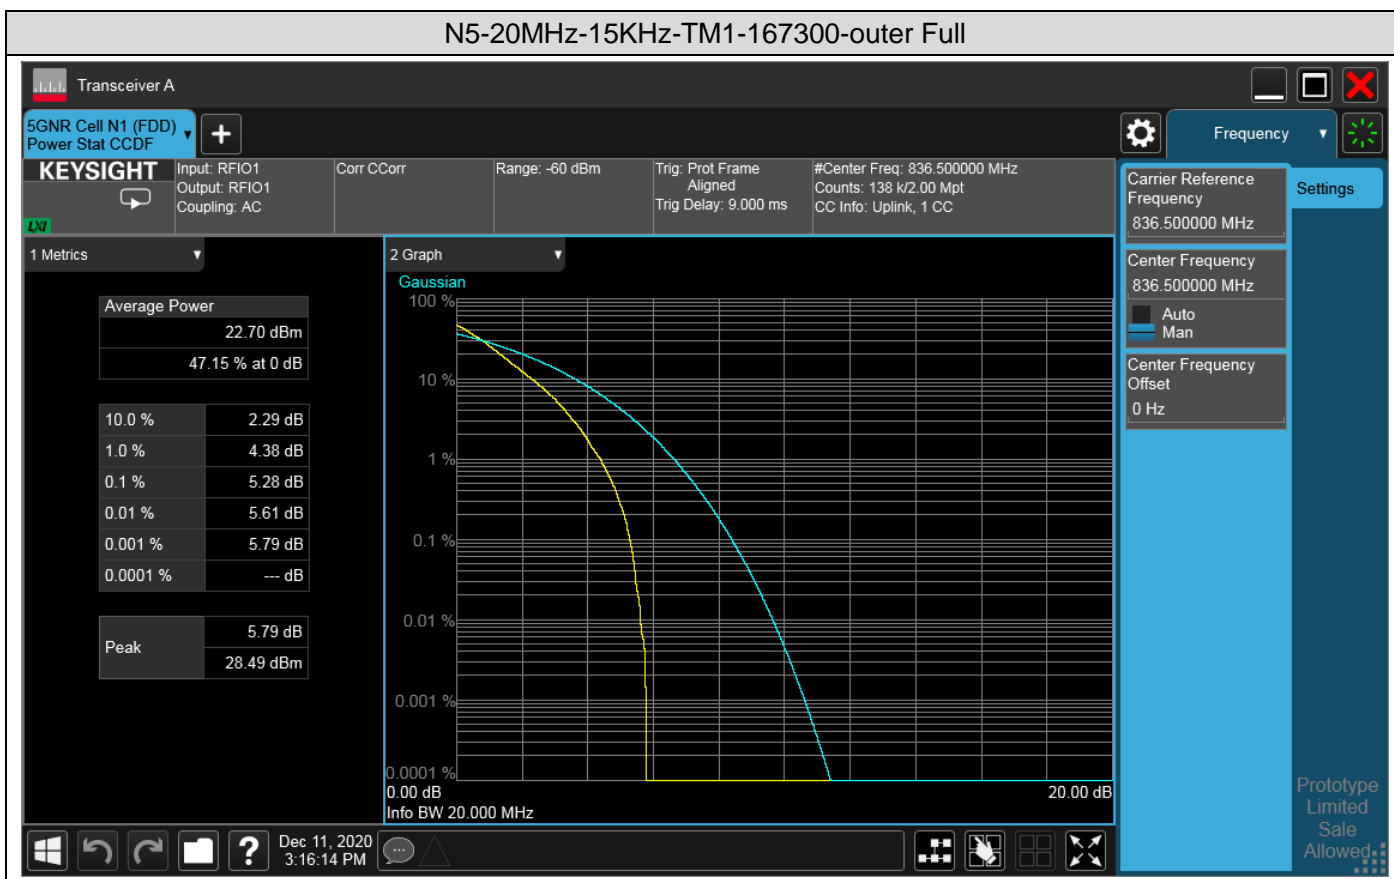 N5-20MHz-15KHz-TM1-167300-outer Full
Transceiver A
5GNR Cell N1 (FDD)
Power Stat CCDF
Frequency
KEYSIGHT
LXI
Input: RFIO1
Output: RFIO1
Coupling: AC
Corr CCorr
Range: -60 dBm
Trig: Prot Frame
Aligned
Trig Delay: 9.000 ms
#Center Freq: 836.500000 MHz
Counts: 138 k/2.00 Mpt
CC Info: Uplink, 1 CC
Carrier Reference
Frequency
836.500000 MHz
Settings
Center Frequency
836.500000 MHz
Auto
Man
Center Frequency
Offset
0 Hz
1 Metrics
Average Power
22.70 dBm
47.15 % at 0 dB
10.0 % 2.29 dB
1.0 % 4.38 dB
0.1 % 5.28 dB
0.01 % 5.61 dB
0.001 % 5.79 dB
0.0001 % --- dB
Peak
5.79 dB
28.49 dBm
2 Graph
Gaussian
100 %
10 %
1 %
0.1 %
0.01 %
0.001 %
0.0001 %
0.00 dB 20.00 dB
Info BW 20.000 MHz
Prototype
Limited
Sale
Allowed
?
Dec 11, 2020
3:16:14 PM